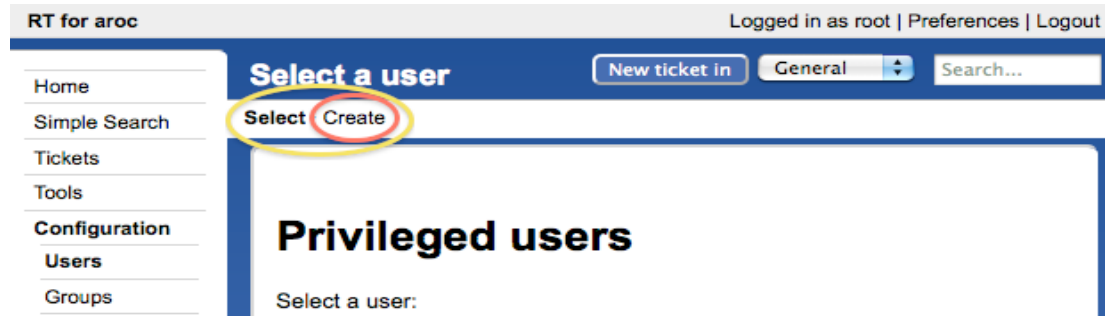 RT for aroc
Logged in as root | Preferences | Logout
Home
Simple Search
Tickets
Tools
Configuration
Users
Groups
Select a user
New ticket in
General
Search...
Select Create
Privileged users
Select a user: